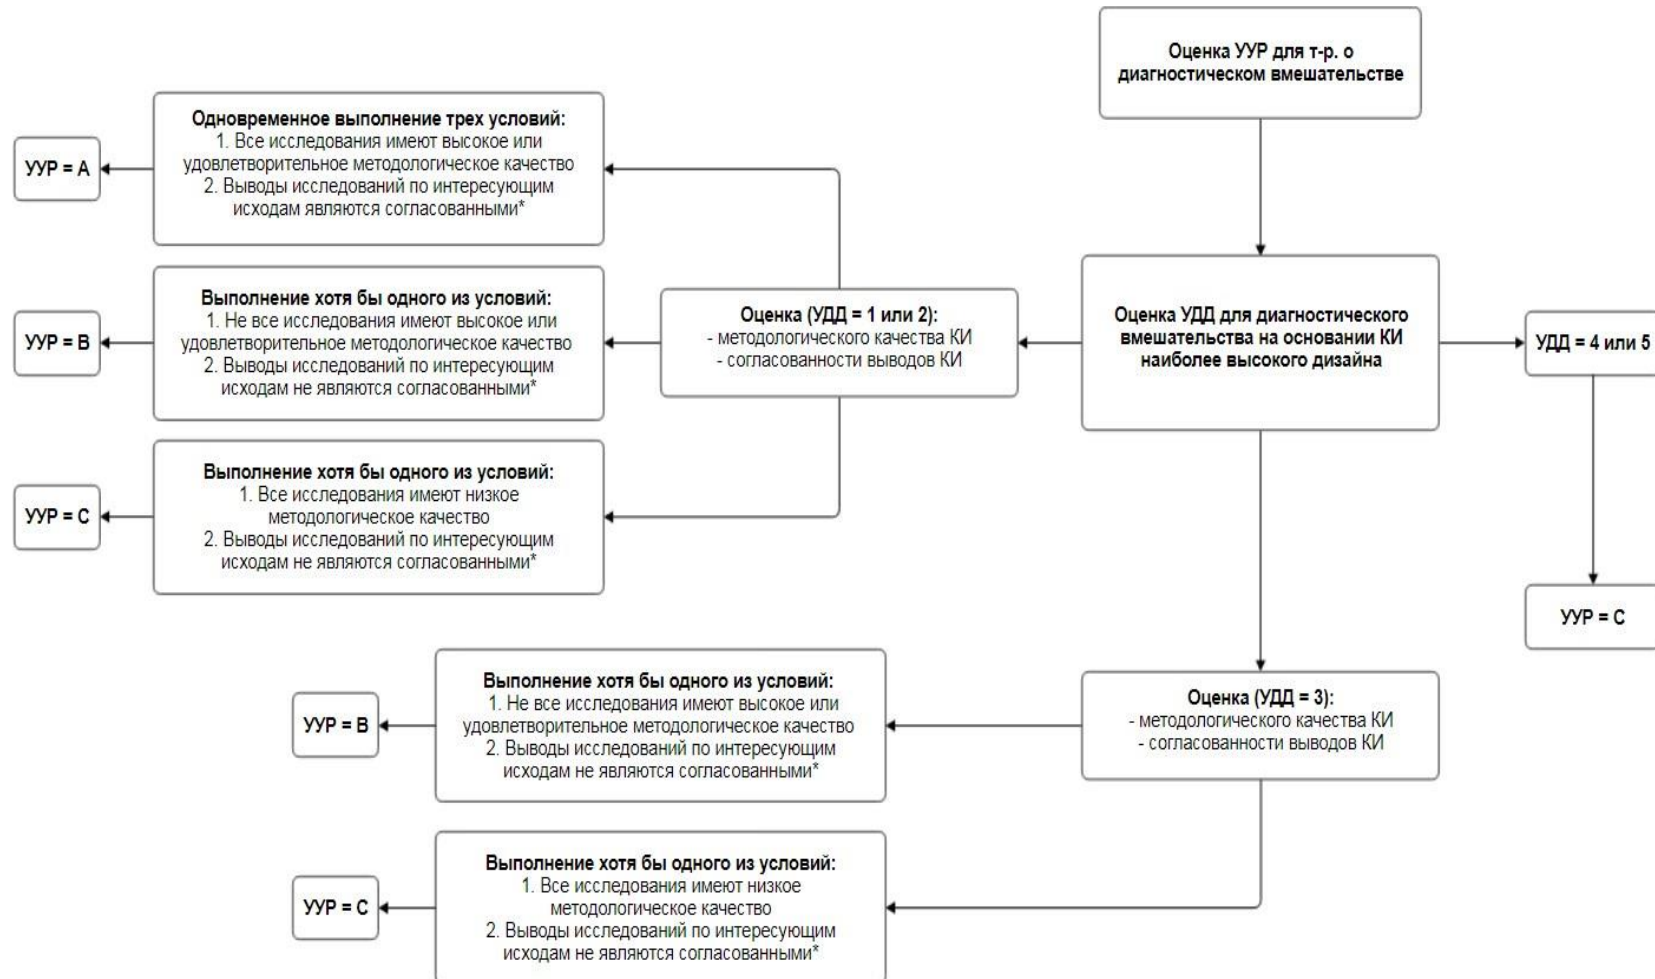 Оценка УУР для т-р. о
диагностическом вмешательстве
Одновременное выполнение трех условий:
1. Все исследования имеют высокое или
удовлетворительное методологическое качество
2. Выводы исследований по интересующим
исходам являются согласованными*
УУР = A
Выполнение хотя бы одного из условий:
1. Не все исследования имеют высокое или
удовлетворительное методологическое качество
2. Выводы исследований по интересующим
исходам не являются согласованными*
УУР = B
Оценка (УДД = 1 или 2):
- методологического качества КИ
- согласованности выводов КИ
Оценка УДД для диагностического
вмешательства на основании КИ
наиболее высокого дизайна
УДД = 4 или 5
Выполнение хотя бы одного из условий:
1. Все исследования имеют низкое
методологическое качество
2. Выводы исследований по интересующим
исходам не являются согласованными*
УУР = C
УУР = C
Выполнение хотя бы одного из условий:
1. Не все исследования имеют высокое или
удовлетворительное методологическое качество
2. Выводы исследований по интересующим
исходам не являются согласованными*
УУР = B
Оценка (УДД = 3):
- методологического качества КИ
- согласованности выводов КИ
Выполнение хотя бы одного из условий:
1. Все исследования имеют низкое
методологическое качество
2. Выводы исследований по интересующим
исходам не являются согласованными*
УУР = C